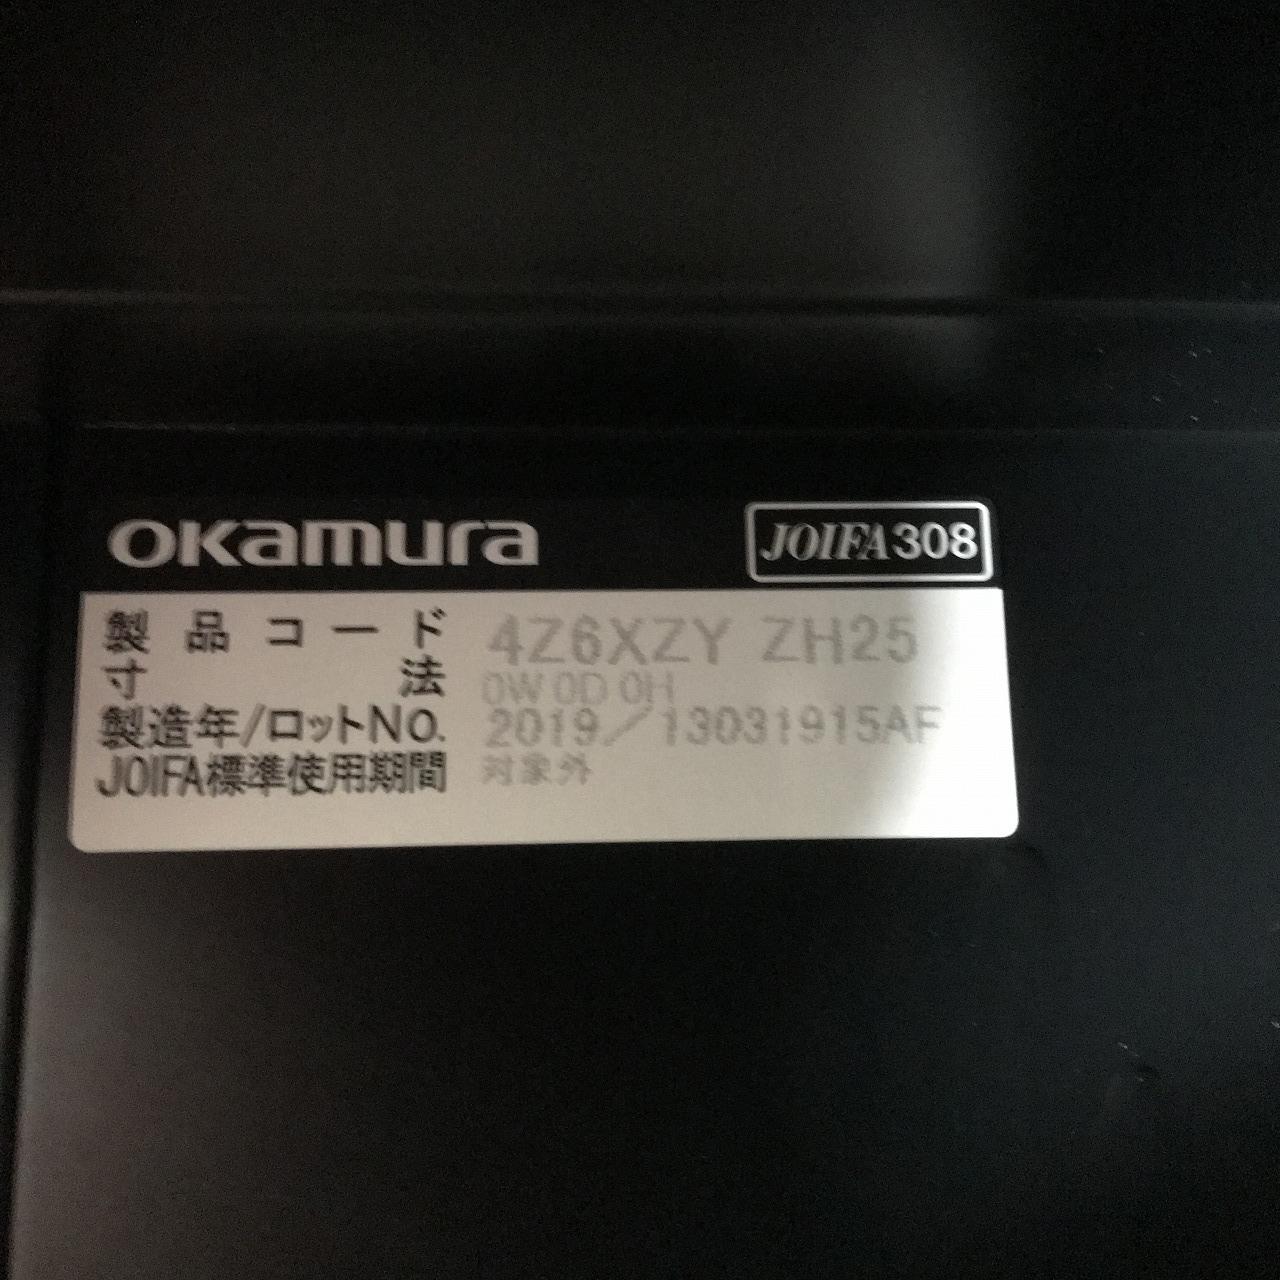 okamura JOIFA308
製品コード 4Z6XZY ZH25
寸法 0W 0D 0H
製造年/ロットNo. 2019/13031915AF
JOIFA標準使用期間 対象外